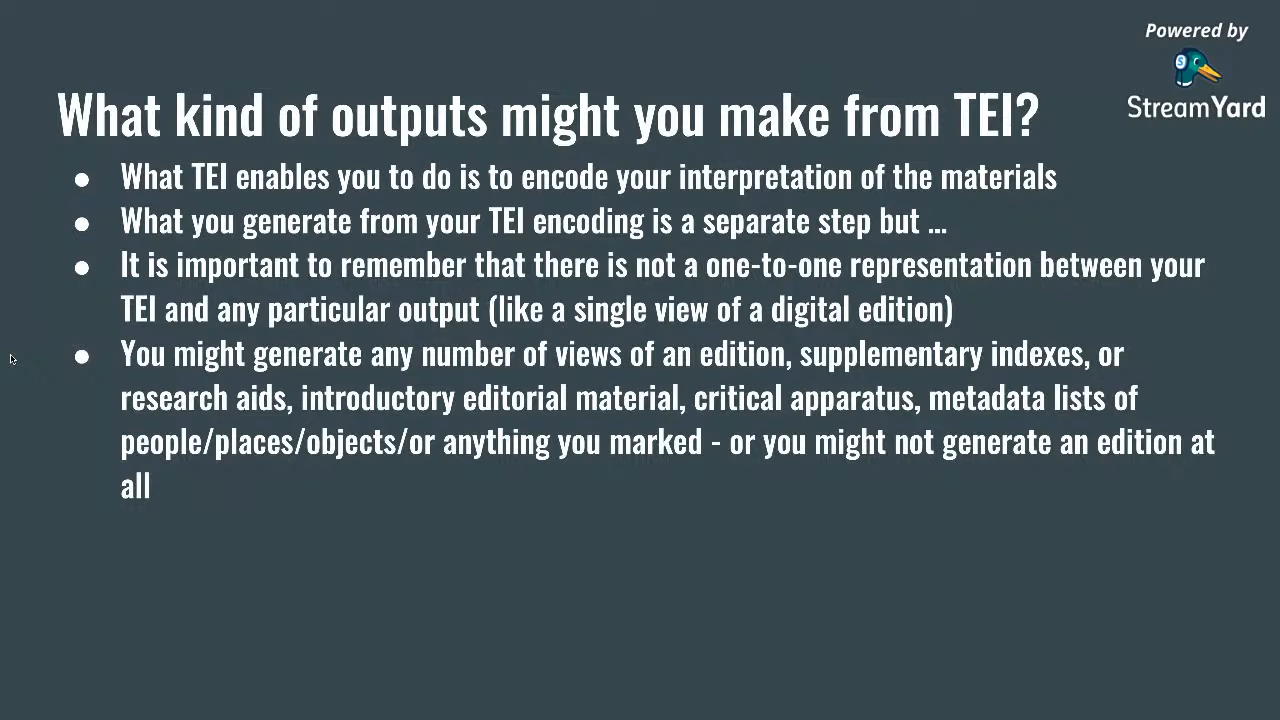 Powered by
StreamYard
What kind of outputs might you make from TEI?
● What TEI enables you to do is to encode your interpretation of the materials
● What you generate from your TEI encoding is a separate step but ...
● It is important to remember that there is not a one-to-one representation between your
TEI and any particular output (like a single view of a digital edition)
● You might generate any number of views of an edition, supplementary indexes, or
research aids, introductory editorial material, critical apparatus, metadata lists of
people/places/objects/or anything you marked - or you might not generate an edition at
all